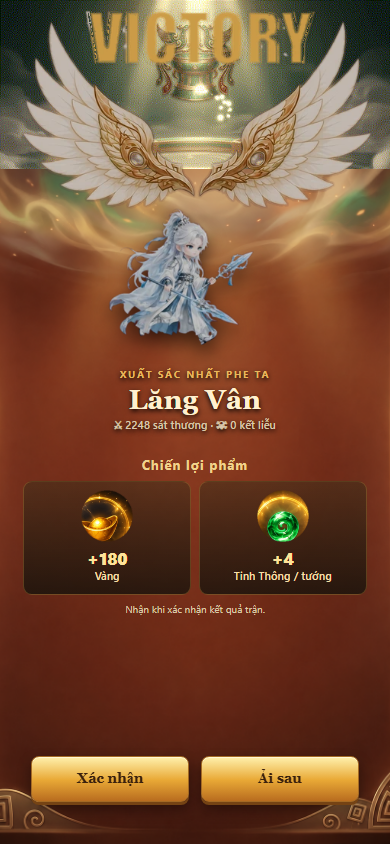 VICTORY
XUẤT SẮC NHẤT PHE TA
Lăng Vân
2248 sát thương · 0 kết liễu
Chiến lợi phẩm
+180
Vàng
+4
Tinh Thông / tướng
Nhận khi xác nhận kết quả trận.
Xác nhận
Ải sau